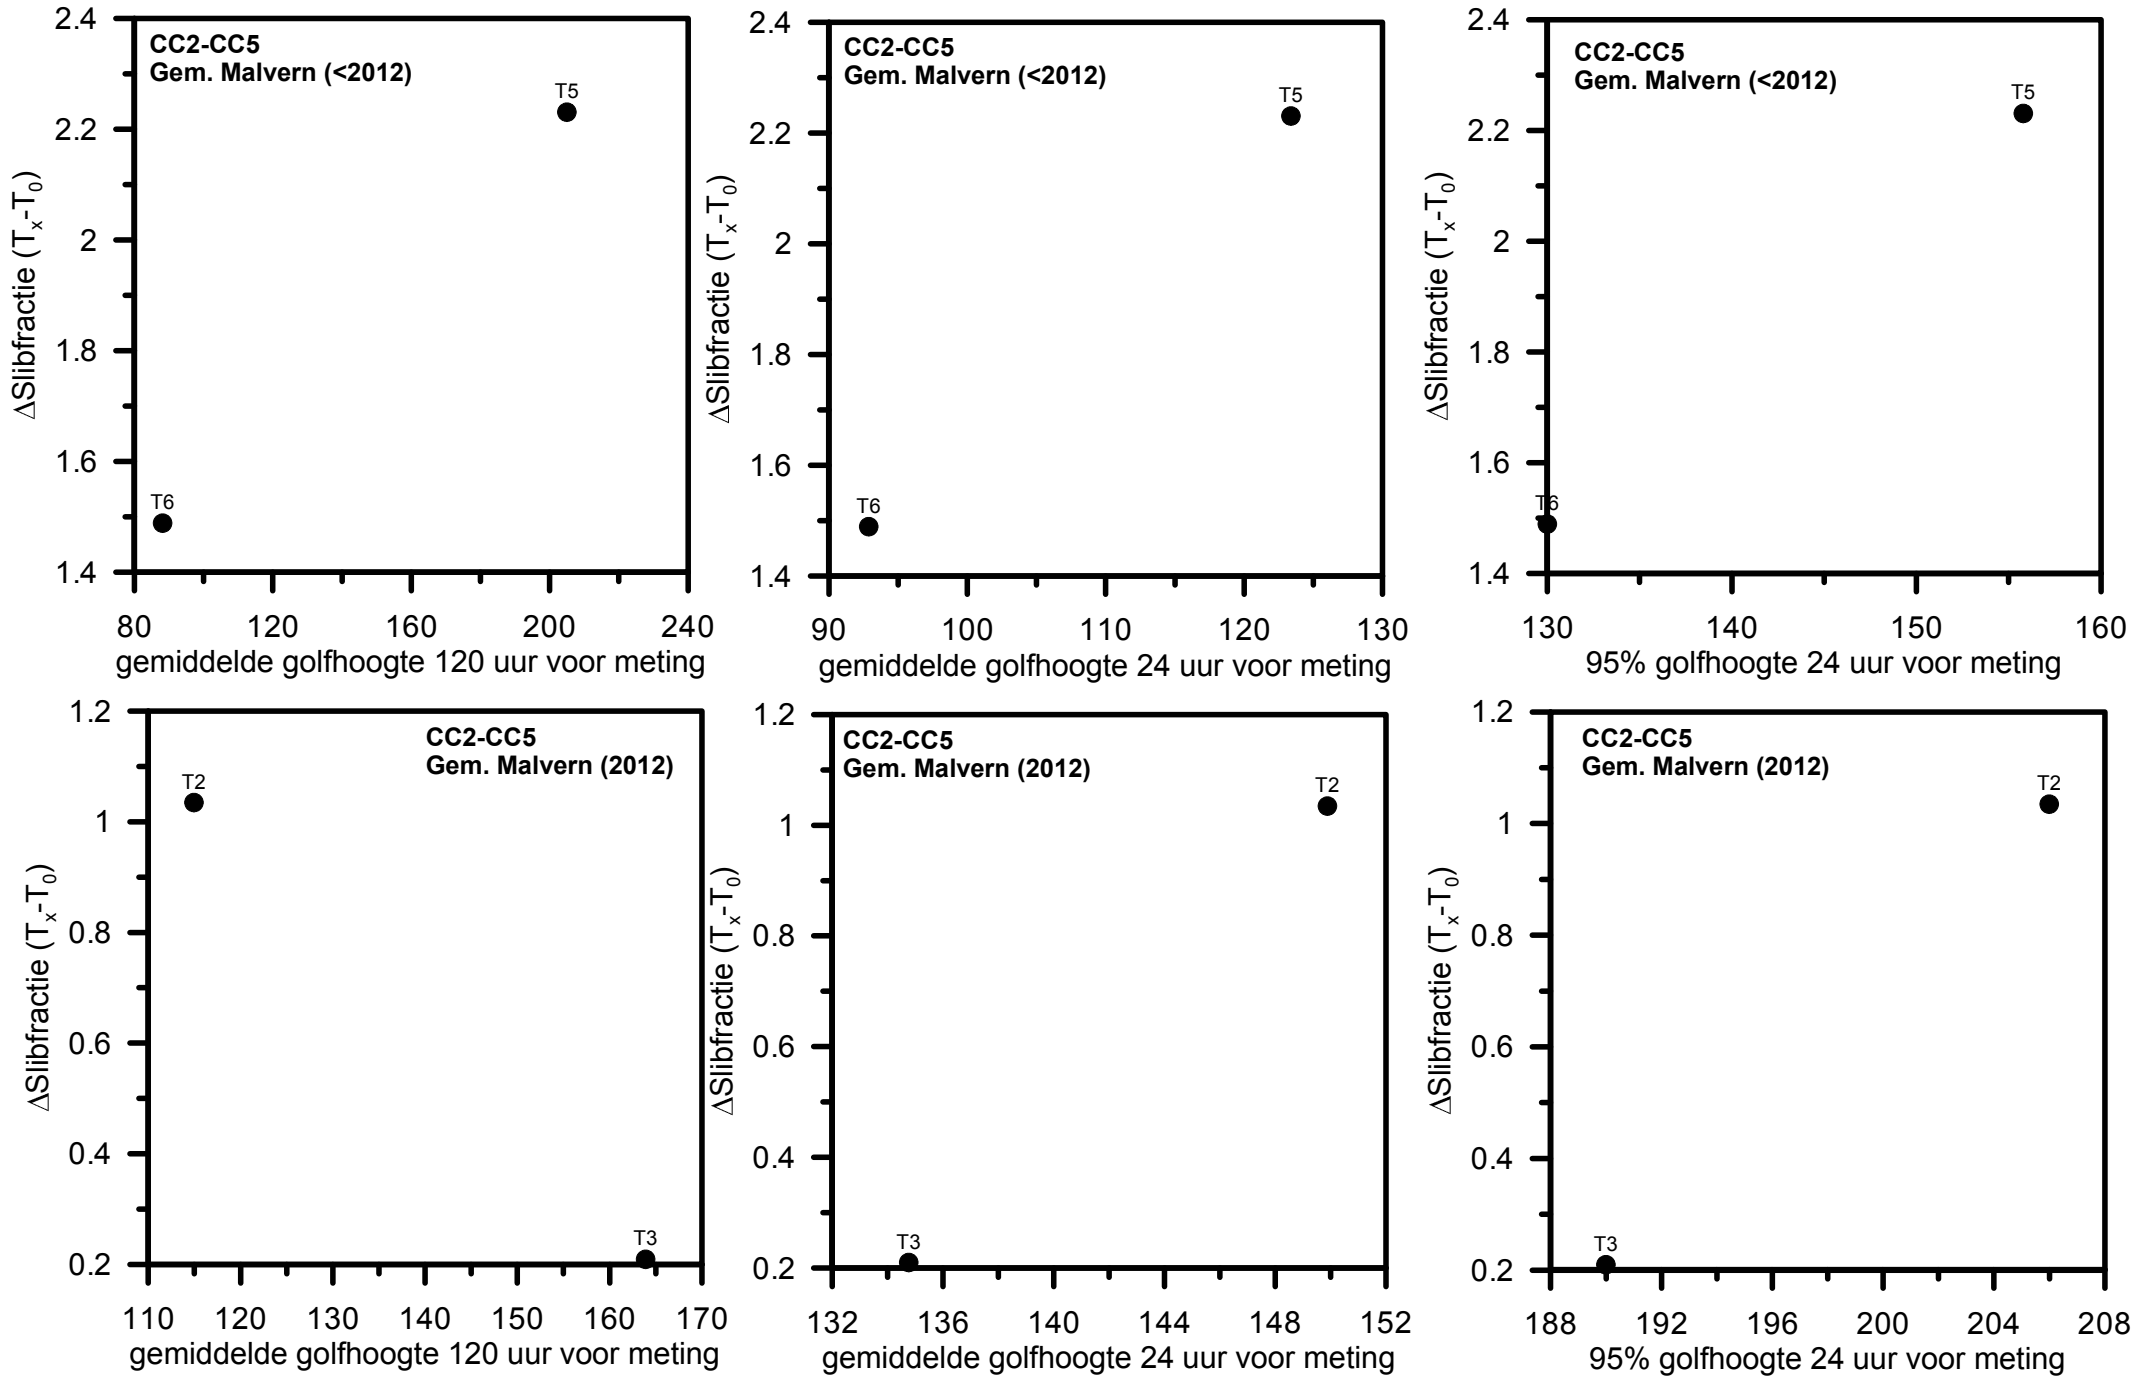 2.4
2.2
2
1.8
1.6
1.4
ΔSlibfractie (Tₓ-T₀)
CC2-CC5
Gem. Malvern (<2012)
T5
T6
80 120 160 200 240
gemiddelde golfhoogte 120 uur voor meting
2.4
2.2
2
1.8
1.6
1.4
ΔSlibfractie (Tₓ-T₀)
CC2-CC5
Gem. Malvern (<2012)
T5
T6
90 100 110 120 130
gemiddelde golfhoogte 24 uur voor meting
2.4
2.2
2
1.8
1.6
1.4
ΔSlibfractie (Tₓ-T₀)
CC2-CC5
Gem. Malvern (<2012)
T5
T6
130 140 150 160
95% golfhoogte 24 uur voor meting
1.2
1
0.8
0.6
0.4
0.2
ΔSlibfractie (Tₓ-T₀)
CC2-CC5
Gem. Malvern (2012)
T2
T3
110 120 130 140 150 160 170
gemiddelde golfhoogte 120 uur voor meting
1.2
1
0.8
0.6
0.4
0.2
ΔSlibfractie (Tₓ-T₀)
CC2-CC5
Gem. Malvern (2012)
T2
T3
132 136 140 144 148 152
gemiddelde golfhoogte 24 uur voor meting
1.2
1
0.8
0.6
0.4
0.2
ΔSlibfractie (Tₓ-T₀)
CC2-CC5
Gem. Malvern (2012)
T2
T3
188 192 196 200 204 208
95% golfhoogte 24 uur voor meting